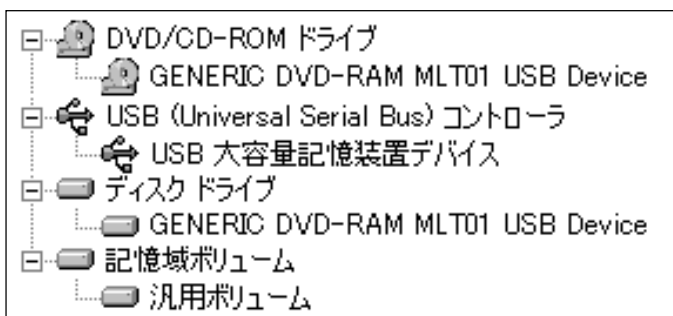 DVD/CD-ROM ドライブ
GENERIC DVD-RAM MLT01 USB Device
USB (Universal Serial Bus) コントローラ
USB 大容量記憶装置デバイス
ディスク ドライブ
GENERIC DVD-RAM MLT01 USB Device
記憶域ボリューム
汎用ボリューム